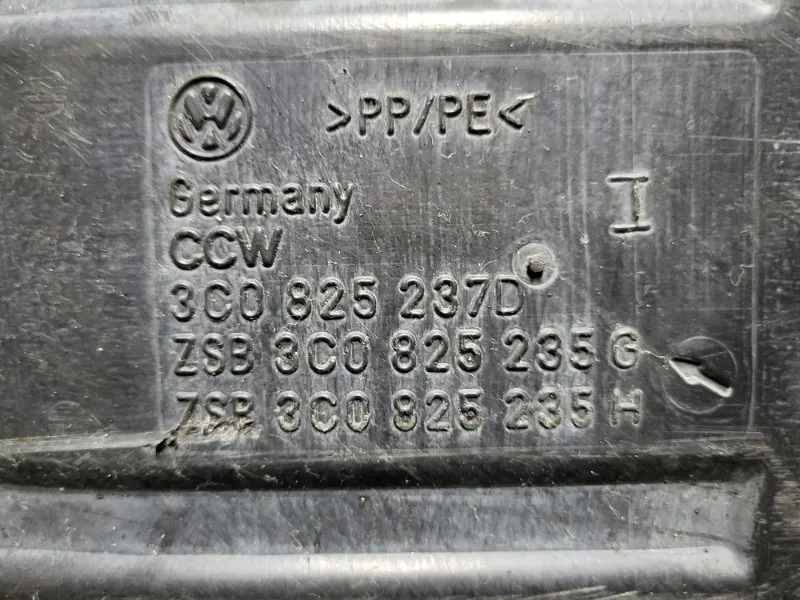 >PP/PE<
Germany
I
CCW
3C0 825 237D
ZSB 3C0 825 235 G
ZSB 3C0 825 235 H